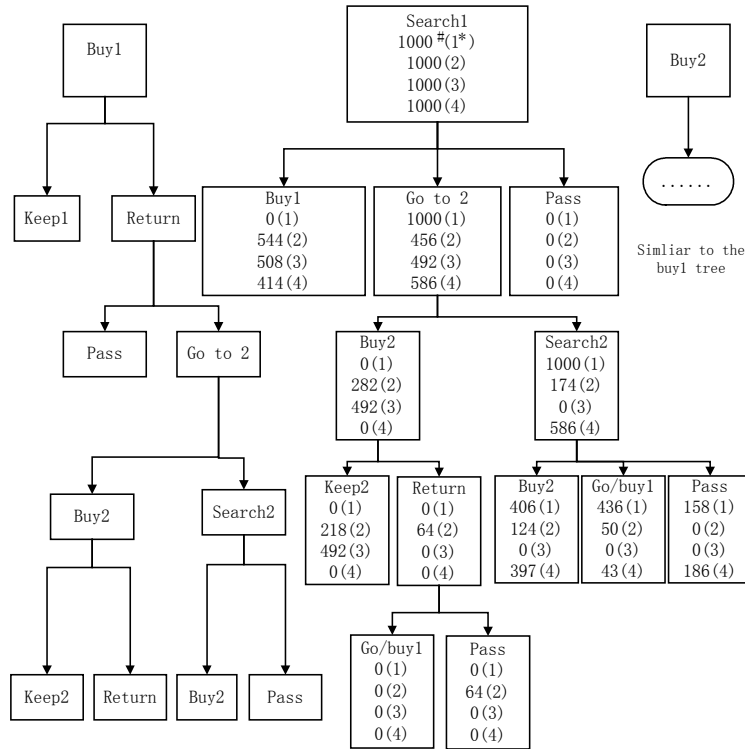 Buy1
Search1
1000#(1*)
1000(2)
1000(3)
1000(4)
Buy2
Keep1
Return
Buy1
0(1)
544(2)
508(3)
414(4)
Go to 2
1000(1)
456(2)
492(3)
586(4)
Pass
0(1)
0(2)
0(3)
0(4)
......
Simliar to the
buy1 tree
Pass
Go to 2
Buy2
0(1)
282(2)
492(3)
0(4)
Search2
1000(1)
174(2)
0(3)
586(4)
Buy2
Search2
Keep2
0(1)
218(2)
492(3)
0(4)
Return
0(1)
64(2)
0(3)
0(4)
Buy2
406(1)
124(2)
0(3)
397(4)
Go/buy1
436(1)
50(2)
0(3)
43(4)
Pass
158(1)
0(2)
0(3)
186(4)
Keep2
Return
Buy2
Pass
Go/buy1
0(1)
0(2)
0(3)
0(4)
Pass
0(1)
64(2)
0(3)
0(4)